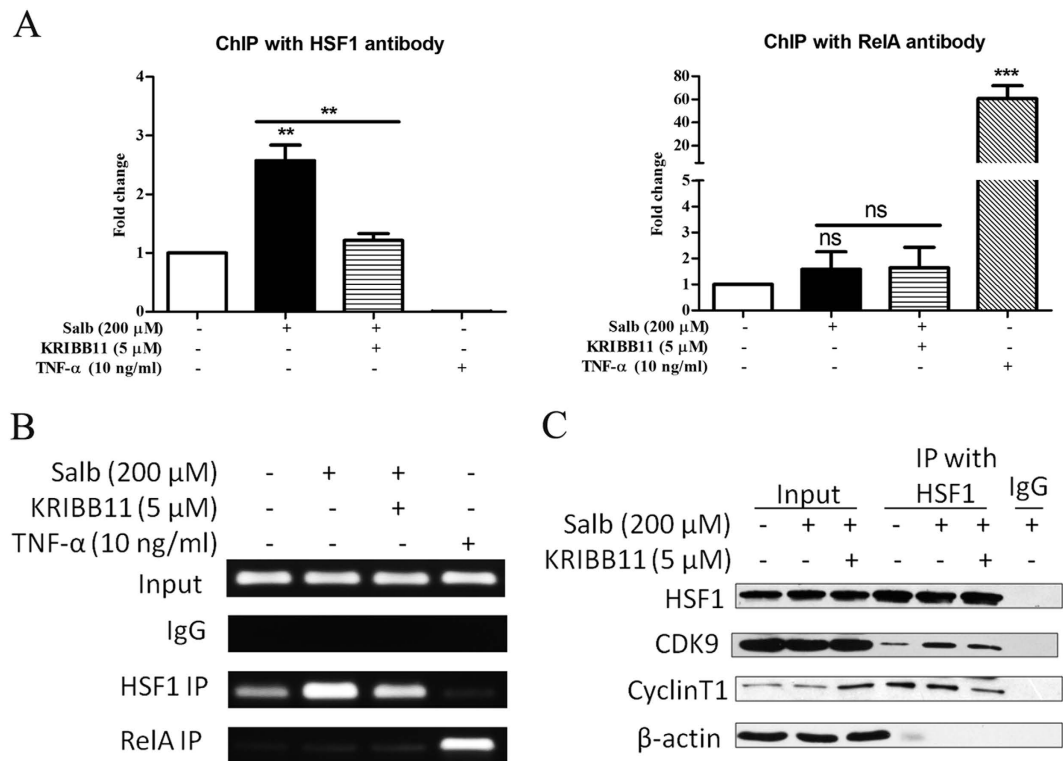 A
ChIP with HSF1 antibody
Fold change
4
3
2
1
0
**
**
Salb (200 μM) - + + -
KRIBB11 (5 μM) - - + -
TNF-α (10 ng/ml) - - - +
ChIP with RelA antibody
Fold change
80
60
40
20
5
4
3
2
1
0
ns
ns
***
Salb (200 μM) - + + -
KRIBB11 (5 μM) - - + -
TNF-α (10 ng/ml) - - - +
B
Salb (200 μM) - + + -
KRIBB11 (5 μM) - - + -
TNF-α (10 ng/ml) - - - +
Input
IgG
HSF1 IP
RelA IP
C
Input
IP with
HSF1
IgG
Salb (200 μM) - + + - + + +
KRIBB11 (5 μM) - - + - - + -
HSF1
CDK9
CyclinT1
β-actin